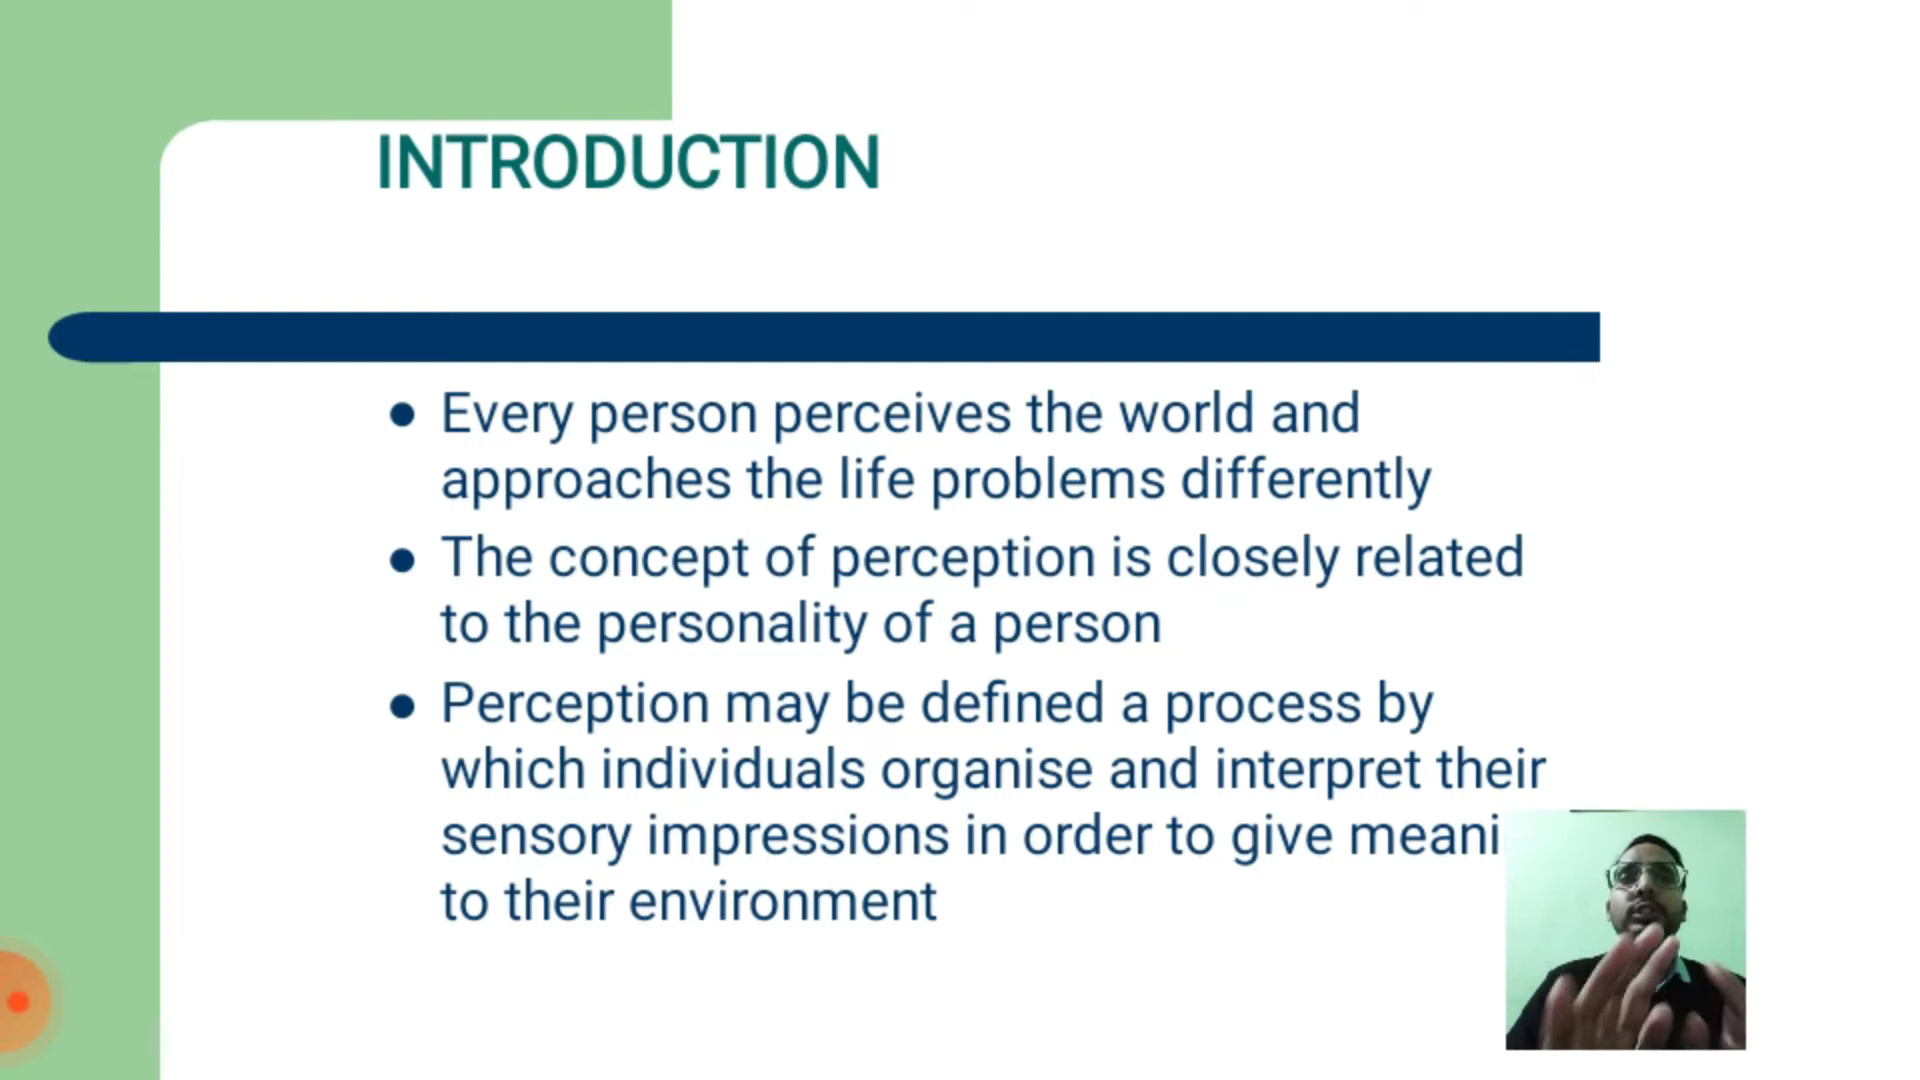 INTRODUCTION
Every person perceives the world and
approaches the life problems differently
The concept of perception is closely related
to the personality of a person
Perception may be defined a process by
which individuals organise and interpret their
sensory impressions in order to give meani
to their environment